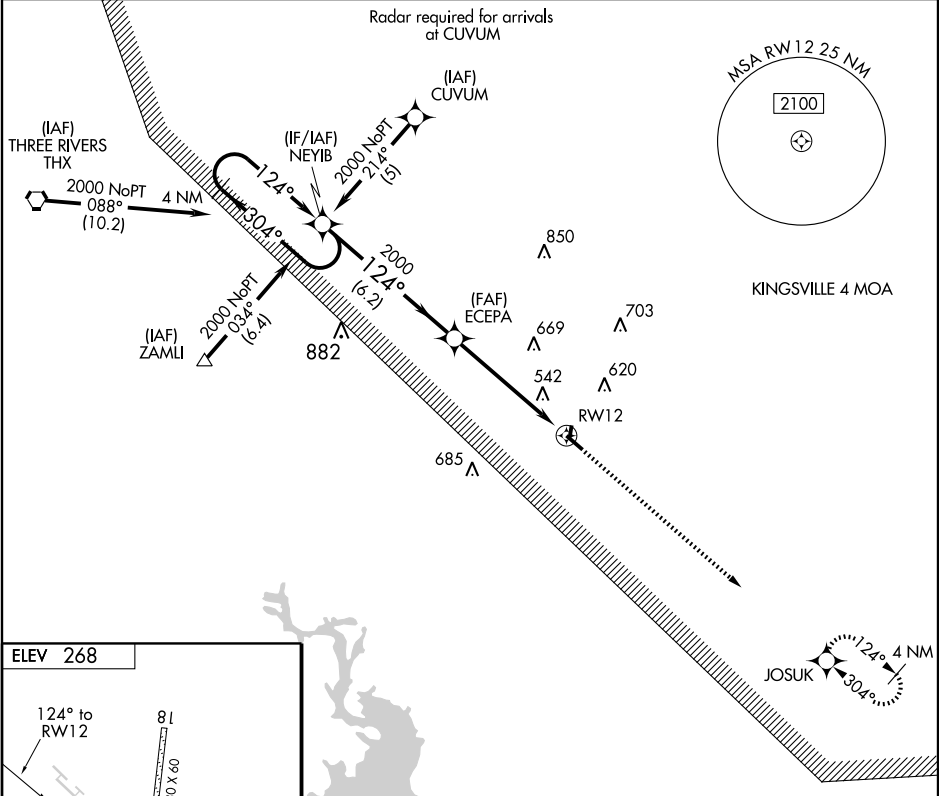 Radar required for arrivals
at CUVUM
MSA RW12 25 NM
2100
(IAF)
CUVUM
2000 NoPT
214°
(5)
(IAF)
THREE RIVERS
THX
2000 NoPT
088°
(10.2)
4 NM
(IF/IAF)
NEYIB
124°
304°
2000 NoPT
034°
(6.4)
(IAF)
ZAMLI
2000
124°
(6.2)
(FAF)
ECEPA
850
KINGSVILLE 4 MOA
703
669
882
620
542
RW12
685
124°
4 NM
JOSUK
304°
ELEV 268
124° to
RW12
18
0 X 60